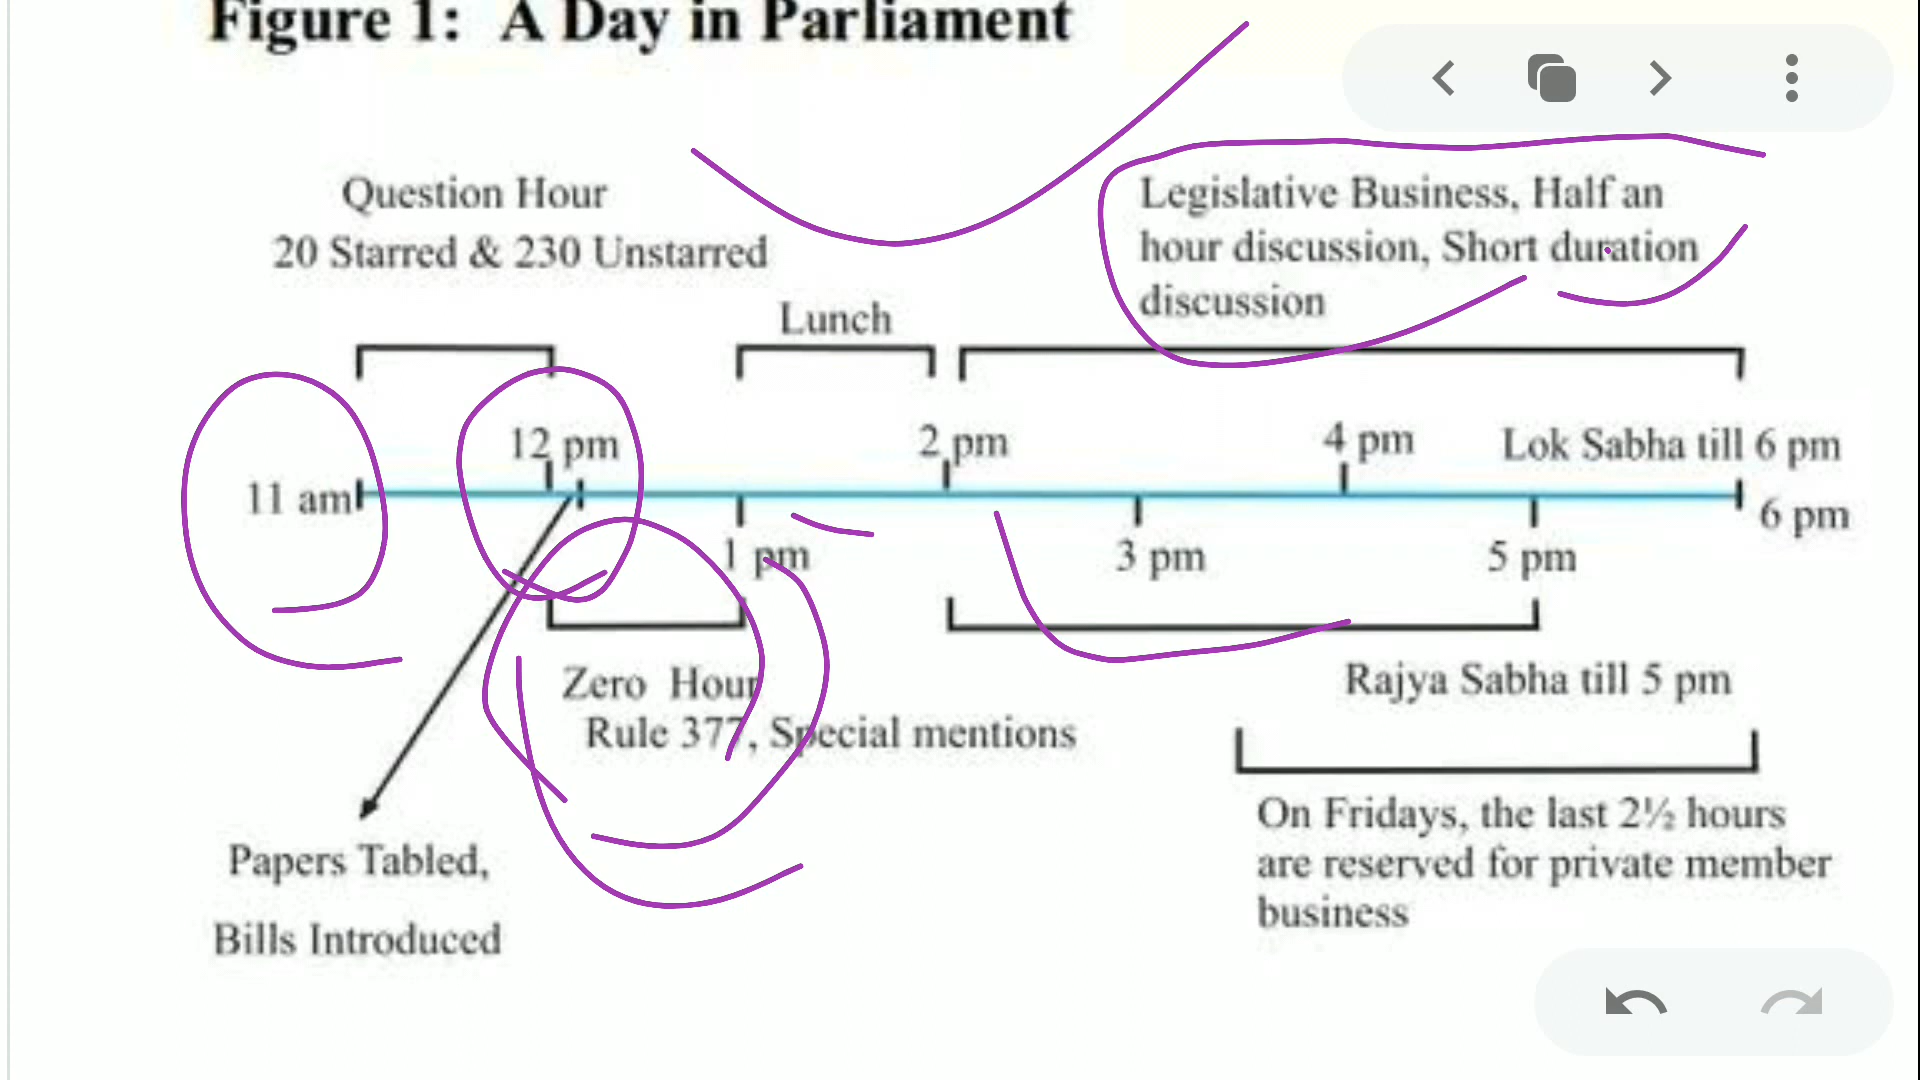 Figure 1: A Day in Parliament
Question Hour
20 Starred & 230 Unstarred
Legislative Business, Half an
hour discussion, Short duration
discussion
Lunch
12 pm
2 pm
4 pm
Lok Sabha till 6 pm
11 am
6 pm
1 pm
3 pm
5 pm
Zero Hour
Rule 377, Special mentions
Rajya Sabha till 5 pm
On Fridays, the last 2½ hours
are reserved for private member
business
Papers Tabled,
Bills Introduced